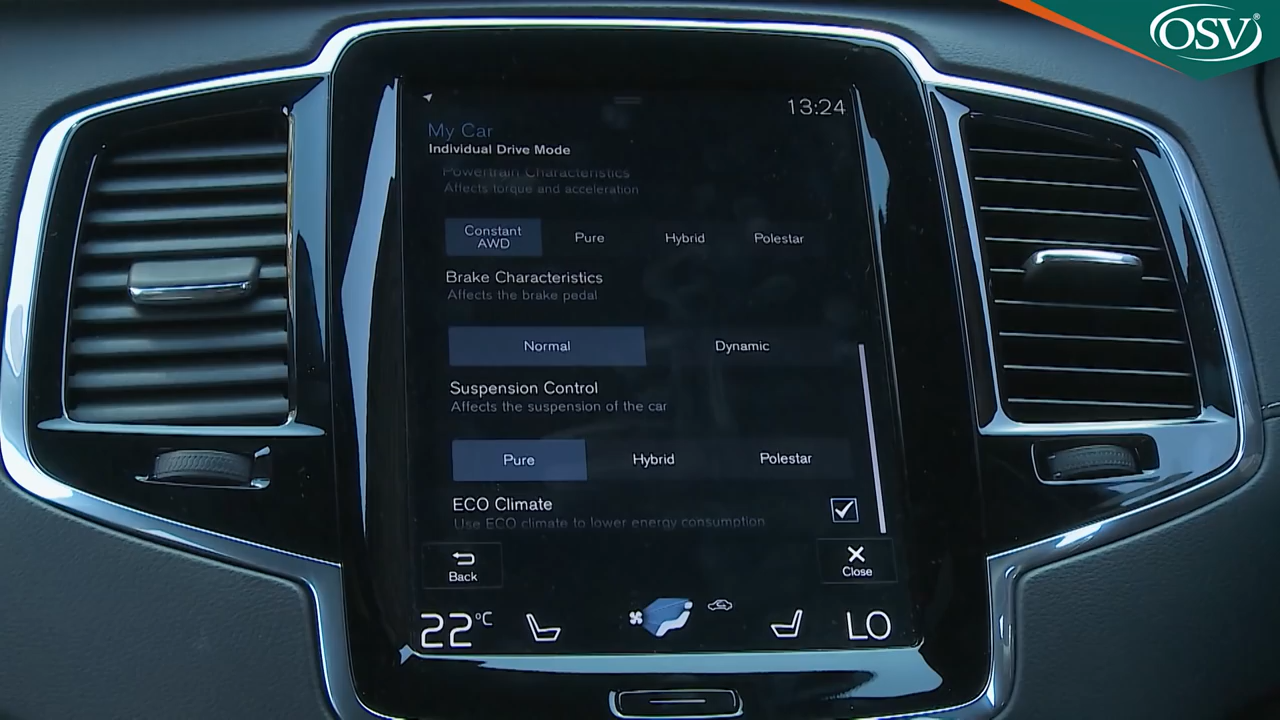 OSV®
13:24
My Car
Individual Drive Mode
Powertrain Characteristics
Affects torque and acceleration
Constant AWD
Pure
Hybrid
Polestar
Brake Characteristics
Affects the brake pedal
Normal
Dynamic
Suspension Control
Affects the suspension of the car
Pure
Hybrid
Polestar
ECO Climate
Use ECO climate to lower energy consumption
Back
Close
22°C
LO